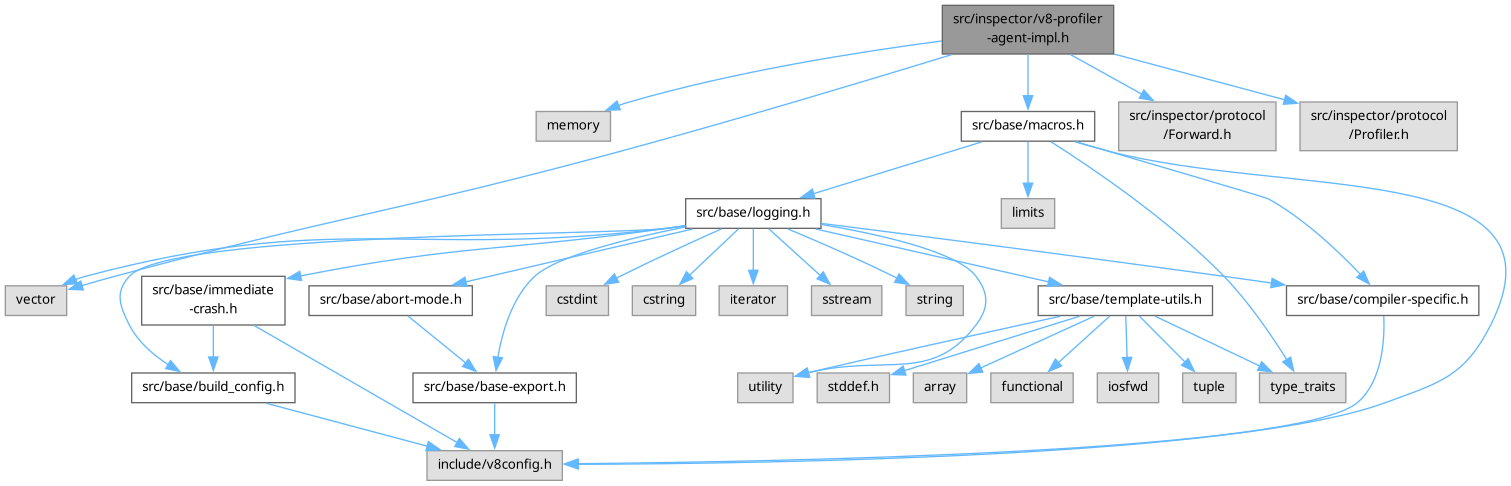 src/inspector/v8-profiler
-agent-impl.h
memory
src/base/macros.h
src/inspector/protocol
/Forward.h
src/inspector/protocol
/Profiler.h
src/base/logging.h
limits
vector
src/base/immediate
-crash.h
src/base/abort-mode.h
cstdint
cstring
iterator
sstream
string
src/base/template-utils.h
src/base/compiler-specific.h
src/base/build_config.h
src/base/base-export.h
utility
stddef.h
array
functional
iosfwd
tuple
type_traits
include/v8config.h